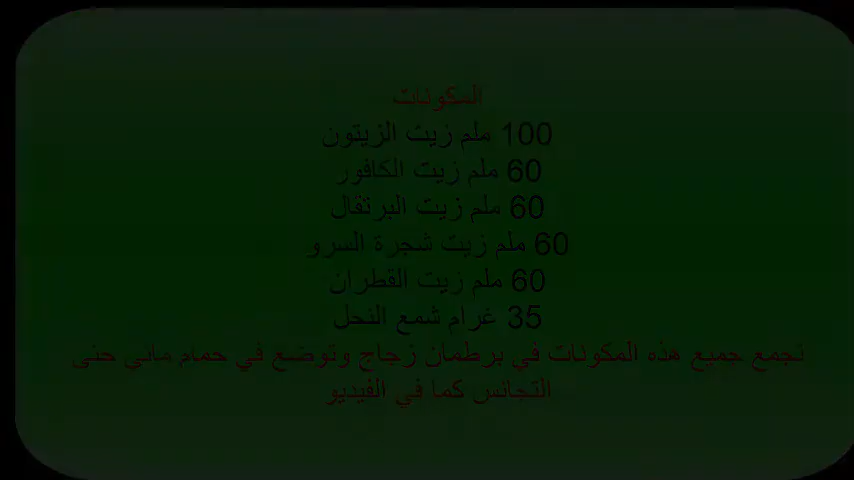 المكونات
100 ملم زيت الزيتون
60 ملم زيت الكافور
60 ملم زيت البرتقال
60 ملم زيت شجرة السرو
60 ملم زيت القطران
35 غرام شمع النحل
تجمع جميع هذه المكونات في برطمان زجاج وتوضع في حمام مائي حتى
التجانس كما في الفيديو